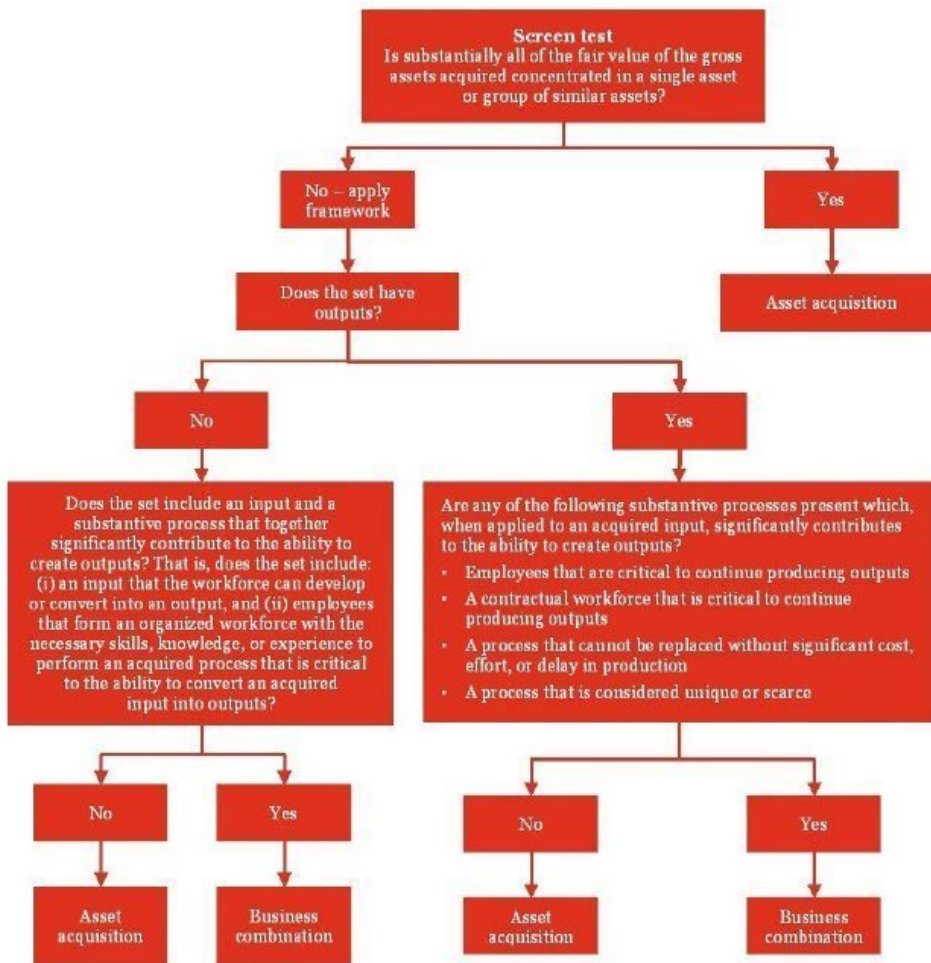 Screen test
Is substantially all of the fair value of the gross
assets acquired concentrated in a single asset
or group of similar assets?
No – apply
framework
Yes
Does the set have
outputs?
Asset acquisition
No
Yes
Does the set include an input and a
substantive process that together
significantly contribute to the ability to
create outputs? That is, does the set include:
(i) an input that the workforce can develop
or convert into an output, and (ii) employees
that form an organized workforce with the
necessary skills, knowledge, or experience to
perform an acquired process that is critical
to the ability to convert an acquired
input into outputs?
Are any of the following substantive processes present which,
when applied to an acquired input, significantly contributes
to the ability to create outputs?
• Employees that are critical to continue producing outputs
• A contractual workforce that is critical to continue
producing outputs
• A process that cannot be replaced without significant cost,
effort, or delay in production
• A process that is considered unique or scarce
No
Yes
No
Yes
Asset
acquisition
Business
combination
Asset
acquisition
Business
combination